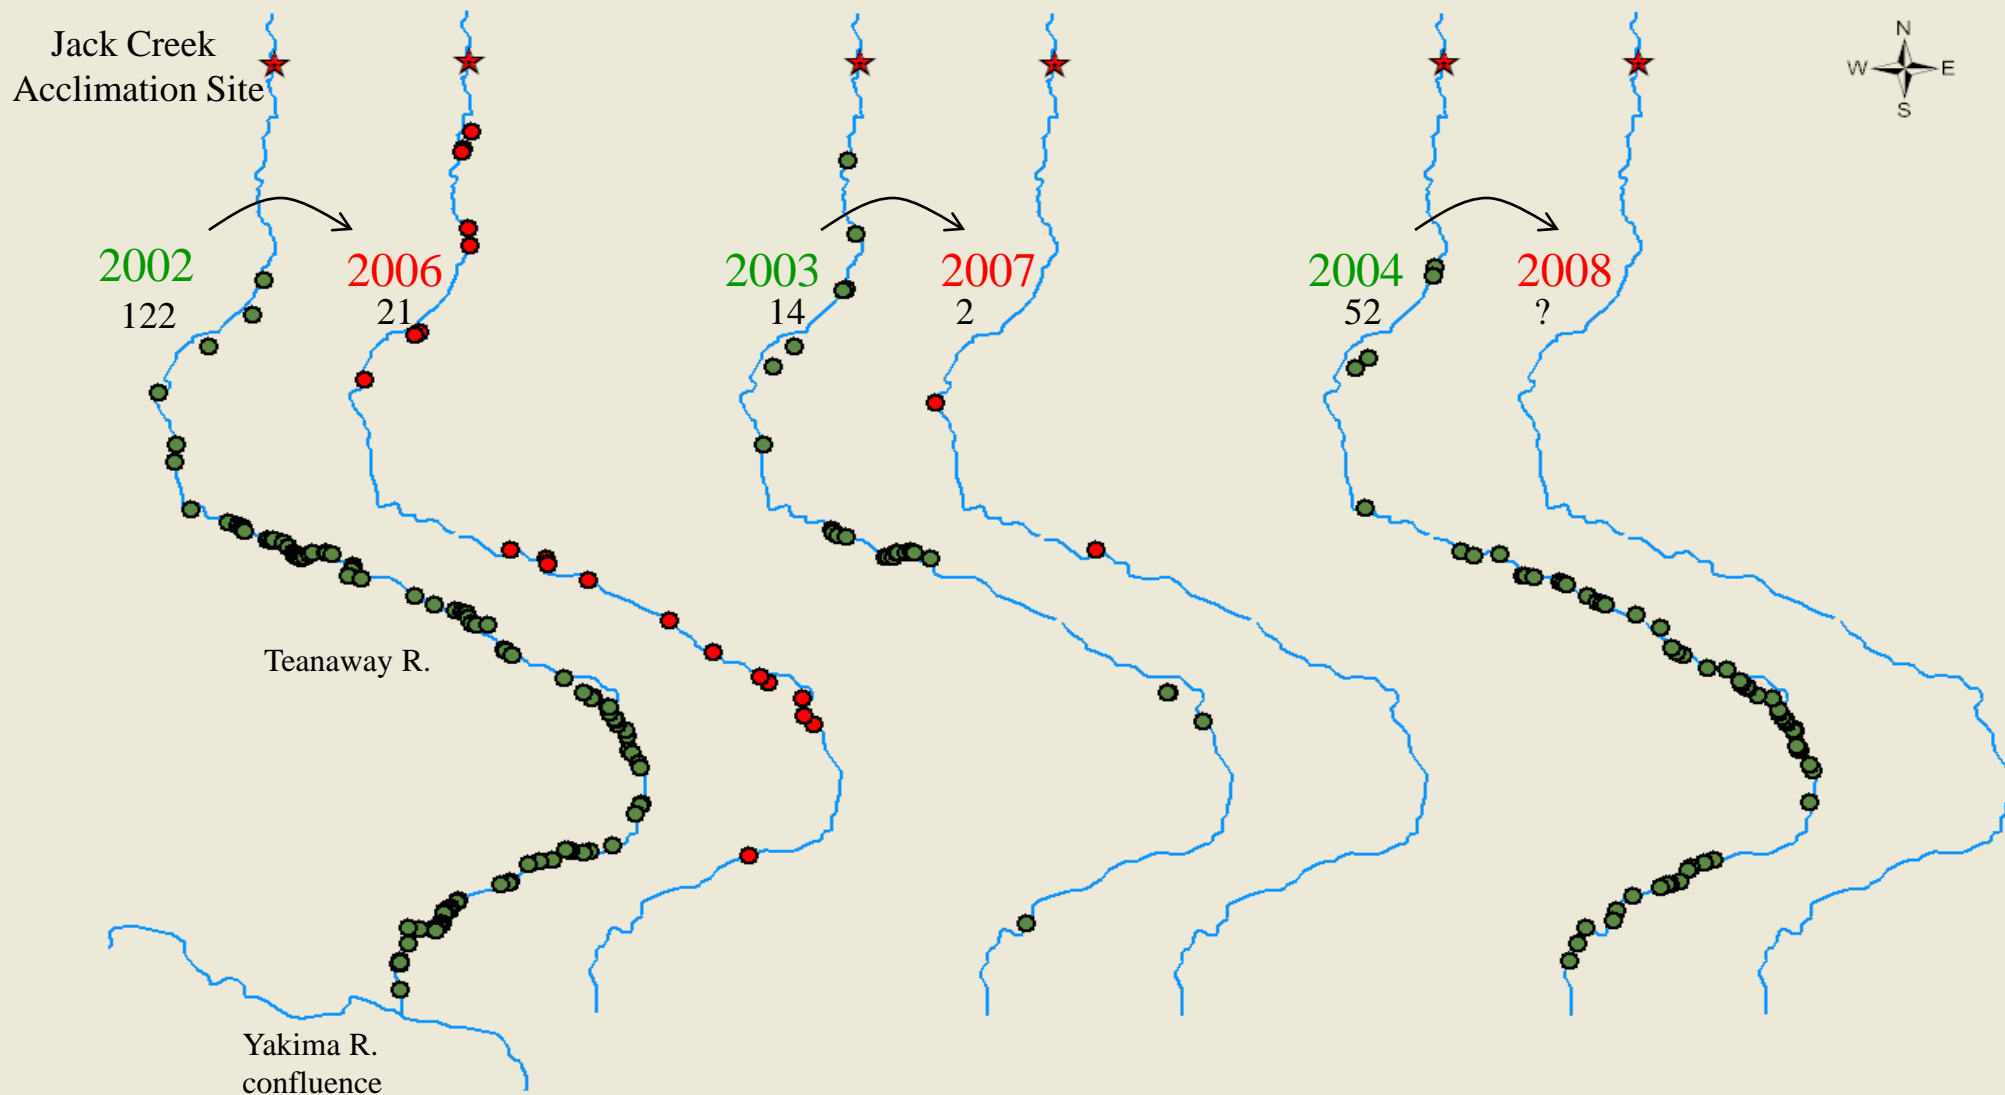 Jack Creek
Acclimation Site
N
W E
S
2002
122
2006
21
2003
14
2007
2
2004
52
2008
?
Teanaway R.
Yakima R.
confluence